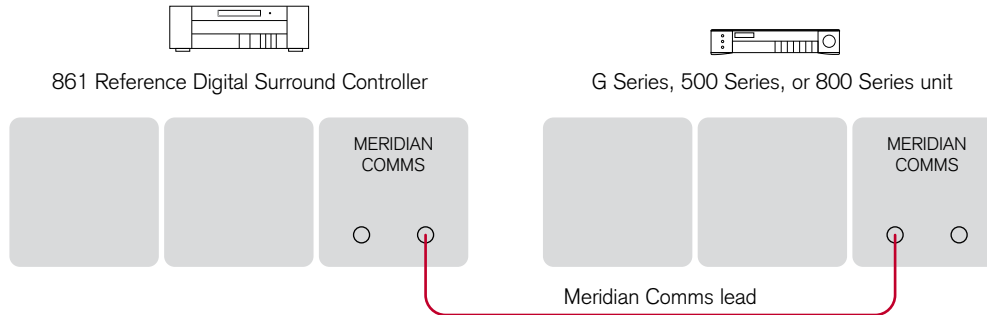 861 Reference Digital Surround Controller
G Series, 500 Series, or 800 Series unit
MERIDIAN
COMMS
MERIDIAN
COMMS
Meridian Comms lead